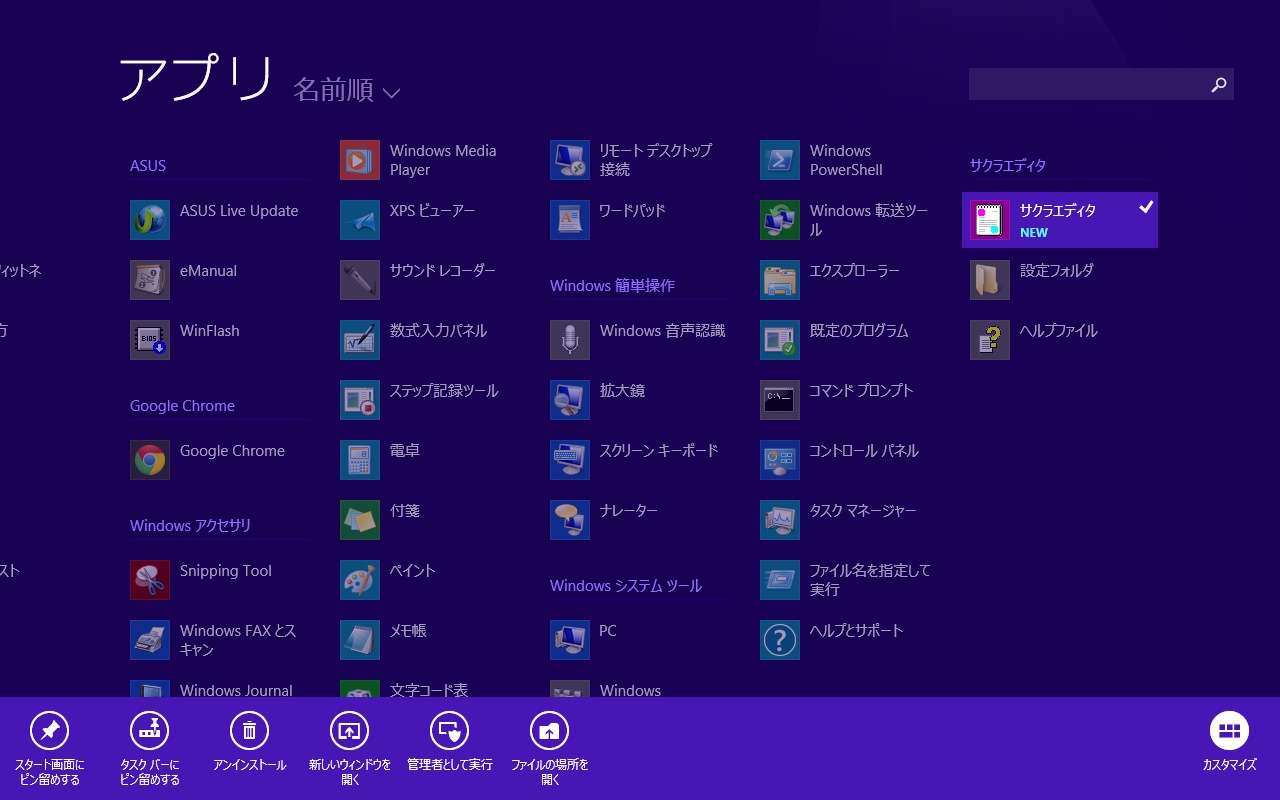 アプリ 名前順
ィットネ
方
スト
ASUS
ASUS Live Update
eManual
WinFlash
Google Chrome
Google Chrome
Windows アクセサリ
Snipping Tool
Windows FAX とス
キャン
Windows Journal
Windows Media
Player
XPS ビューアー
サウンド レコーダー
数式入力パネル
ステップ記録ツール
電卓
付箋
ペイント
メモ帳
文字コード表
リモート デスクトップ
接続
ワードパッド
Windows 簡単操作
Windows 音声認識
拡大鏡
スクリーン キーボード
ナレーター
Windows システム ツール
PC
Windows
Windows
PowerShell
Windows 転送ツー
ル
エクスプローラー
既定のプログラム
コマンド プロンプト
コントロール パネル
タスク マネージャー
ファイル名を指定して
実行
ヘルプとサポート
サクラエディタ
サクラエディタ
NEW
設定フォルダ
ヘルプファイル
スタート画面に
ピン留めする
タスク バーに
ピン留めする
アンインストール
新しいウィンドウを
開く
管理者として実行
ファイルの場所を
開く
カスタマイズ